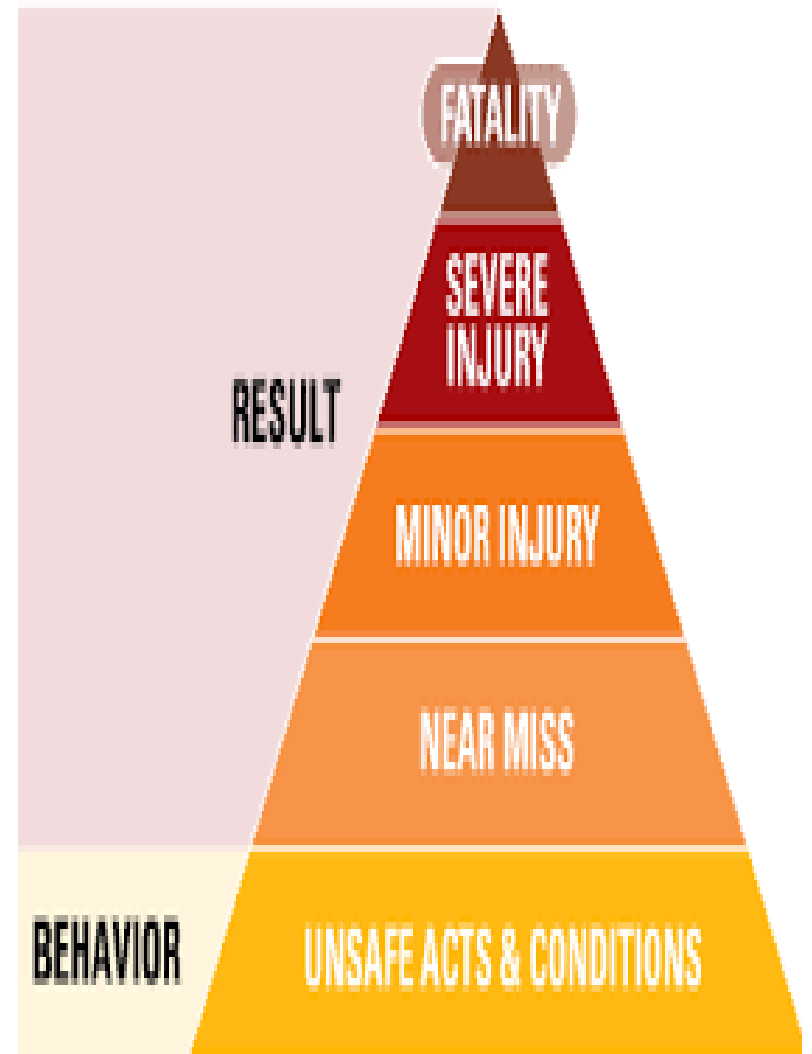 FATALITY
SEVERE
INJURY
RESULT
MINOR INJURY
NEAR MISS
BEHAVIOR
UNSAFE ACTS & CONDITIONS